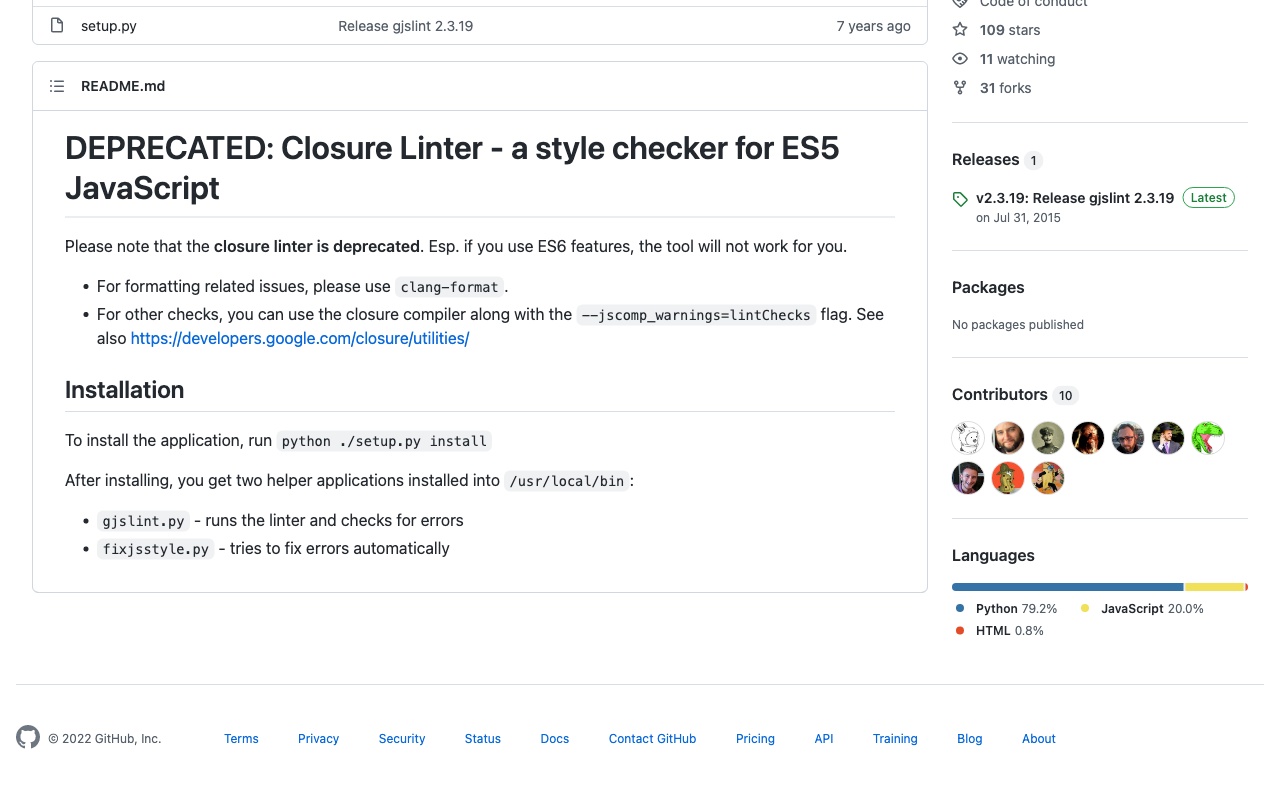 Code of conduct
setup.py Release gjslint 2.3.19 7 years ago
109 stars
11 watching
31 forks
README.md
DEPRECATED: Closure Linter - a style checker for ES5
JavaScript
Please note that the closure linter is deprecated. Esp. if you use ES6 features, the tool will not work for you.
• For formatting related issues, please use clang-format .
• For other checks, you can use the closure compiler along with the --jscomp_warnings=lintChecks flag. See
also https://developers.google.com/closure/utilities/
Installation
To install the application, run python ./setup.py install
After installing, you get two helper applications installed into /usr/local/bin :
• gjslint.py - runs the linter and checks for errors
• fixjsstyle.py - tries to fix errors automatically
Releases 1
v2.3.19: Release gjslint 2.3.19 Latest
on Jul 31, 2015
Packages
No packages published
Contributors 10
Languages
Python 79.2% JavaScript 20.0%
HTML 0.8%
© 2022 GitHub, Inc. Terms Privacy Security Status Docs Contact GitHub Pricing API Training Blog About